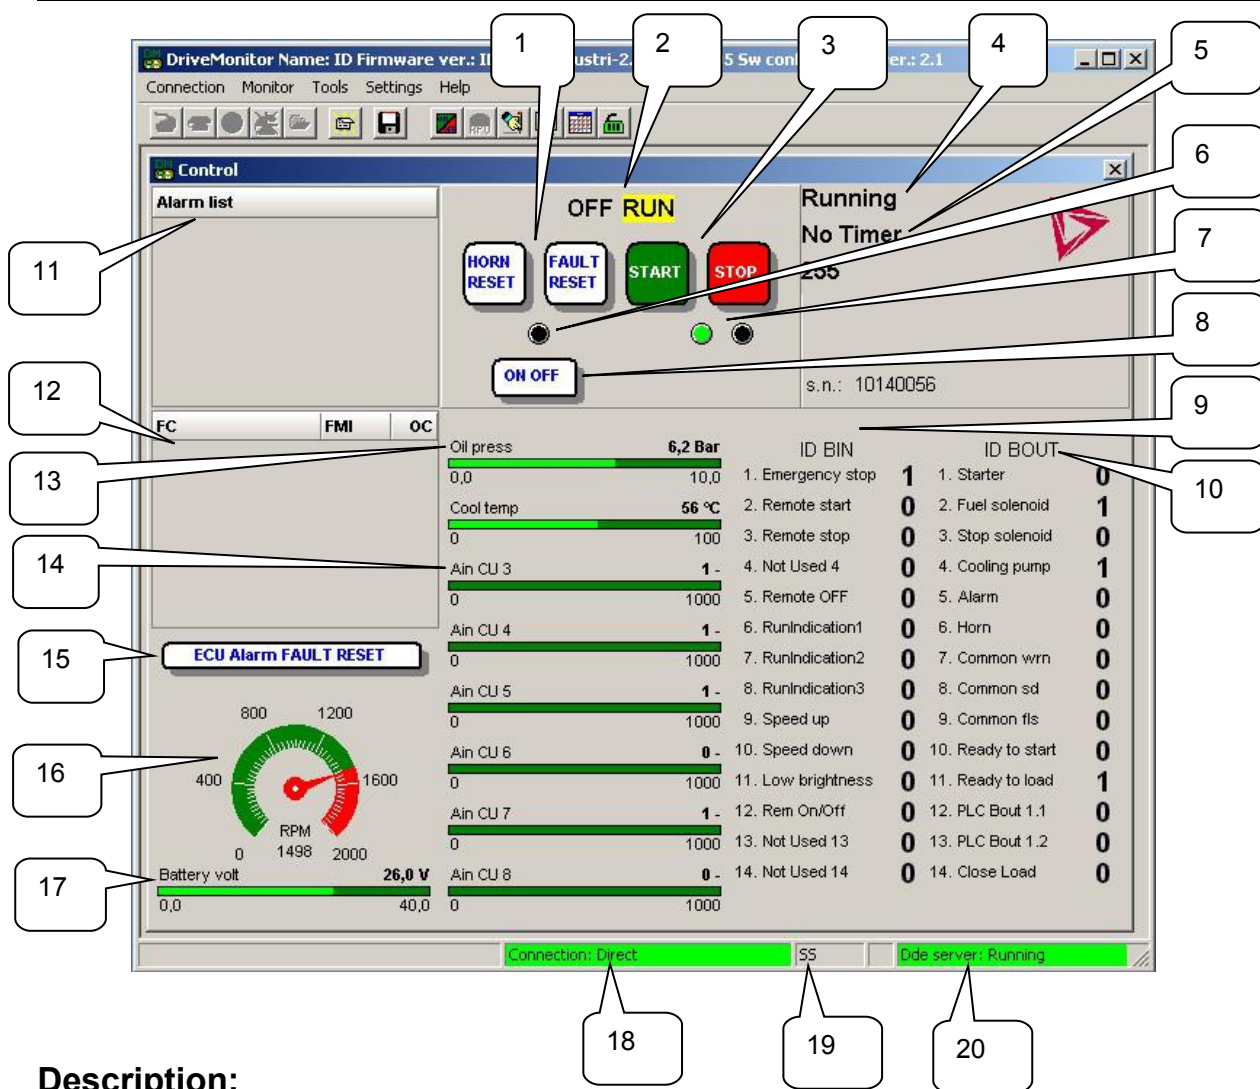 1
2
3
4
5
DriveMonitor Name: ID Firmware ver.: ustri-2. 5 Sw con er.: 2.1
Connection Monitor Tools Settings Help
6
Control
Alarm list
OFF RUN
Running
No Timer
255
7
11
HORN RESET
FAULT RESET
START
STOP
8
ON OFF
s.n.: 10140056
12
9
FC FMI OC
13
Oil press 6,2 Bar
0,0 10,0
Cool temp 56 °C
0 100
14
Ain CU 3 1 -
0 1000
Ain CU 4 1 -
0 1000
Ain CU 5 1 -
0 1000
Ain CU 6 0 -
0 1000
Ain CU 7 1 -
0 1000
Ain CU 8 0 -
0 1000
ID BIN
1. Emergency stop 1
2. Remote start 0
3. Remote stop 0
4. Not Used 4 0
5. Remote OFF 0
6. RunIndication1 0
7. RunIndication2 0
8. RunIndication3 0
9. Speed up 0
10. Speed down 0
11. Low brightness 0
12. Rem On/Off 0
13. Not Used 13 0
14. Not Used 14 0
ID BOUT
10
1. Starter 0
2. Fuel solenoid 1
3. Stop solenoid 0
4. Cooling pump 1
5. Alarm 0
6. Horn 0
7. Common wrn 0
8. Common sd 0
9. Common fls 0
10. Ready to start 0
11. Ready to load 1
12. PLC Bout 1.1 0
13. PLC Bout 1.2 0
14. Close Load 0
15
ECU Alarm FAULT RESET
16
800 1200
400 1600
RPM
0 1498 2000
17
Battery volt 26,0 V
0,0 40,0
Connection: Direct SS Dde server: Running
18
19
20
Description: